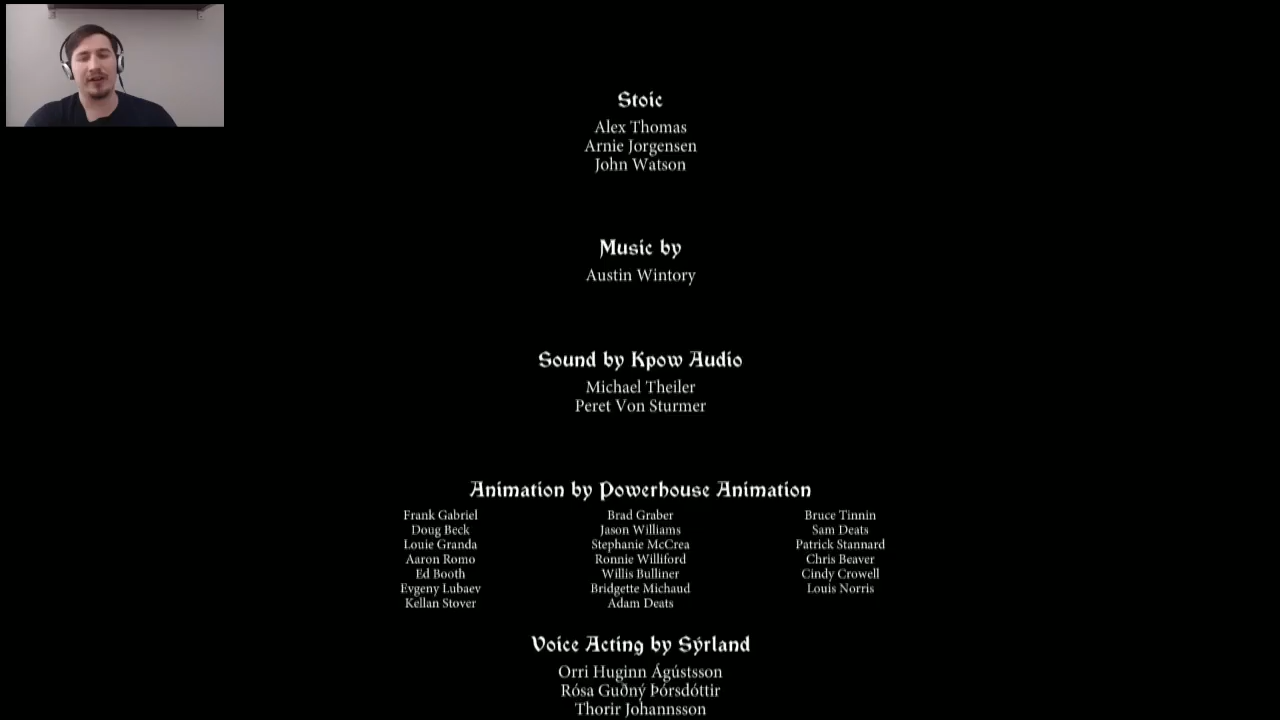 Stoic
Alex Thomas
Arnie Jorgensen
John Watson
Music by
Austin Wintory
Sound by Kpow Audio
Michael Theiler
Peret Von Sturmer
Animation by Powerhouse Animation
Frank Gabriel Brad Graber Bruce Tinnin
Doug Beck Jason Williams Sam Deats
Louie Granda Stephanie McCrea Patrick Stannard
Aaron Romo Ronnie Williford Chris Beaver
Ed Booth Willis Bulliner Cindy Crowell
Evgeny Lubaev Bridgette Michaud Louis Norris
Kellan Stover Adam Deats
Voice Acting by Sýrland
Orri Huginn Ágústsson
Rósa Guðný Þórsdóttir
Thorir Johannsson